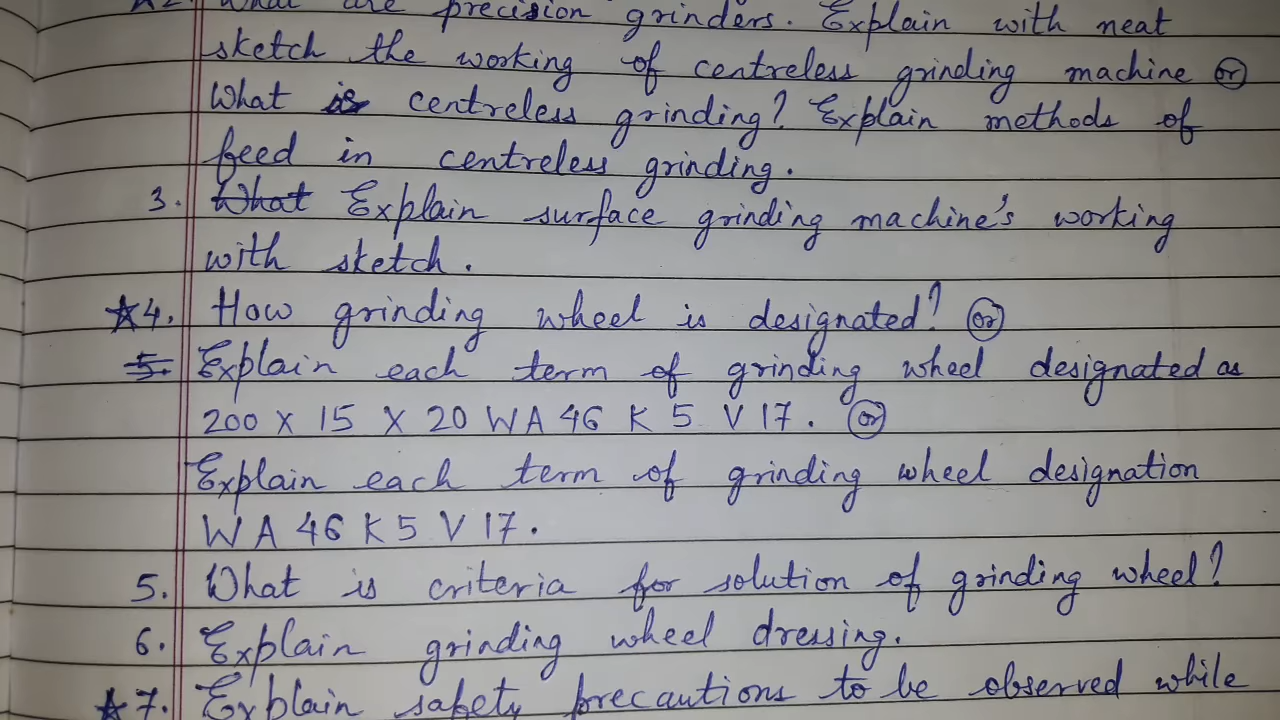 ★2. What are precision grinders. Explain with neat
sketch the working of centreless grinding machine (or)
What is centreless grinding? Explain methods of
feed in centreless grinding.
3. What Explain surface grinding machine's working
with sketch.
★4. How grinding wheel is designated? (or)
5. Explain each term of grinding wheel designated as
200 X 15 X 20 WA 46 K 5 V 17. (or)
Explain each term of grinding wheel designation
WA 46 K 5 V 17.
5. What is criteria for solution of grinding wheel?
6. Explain grinding wheel dressing.
★7. Explain safety precautions to be observed while